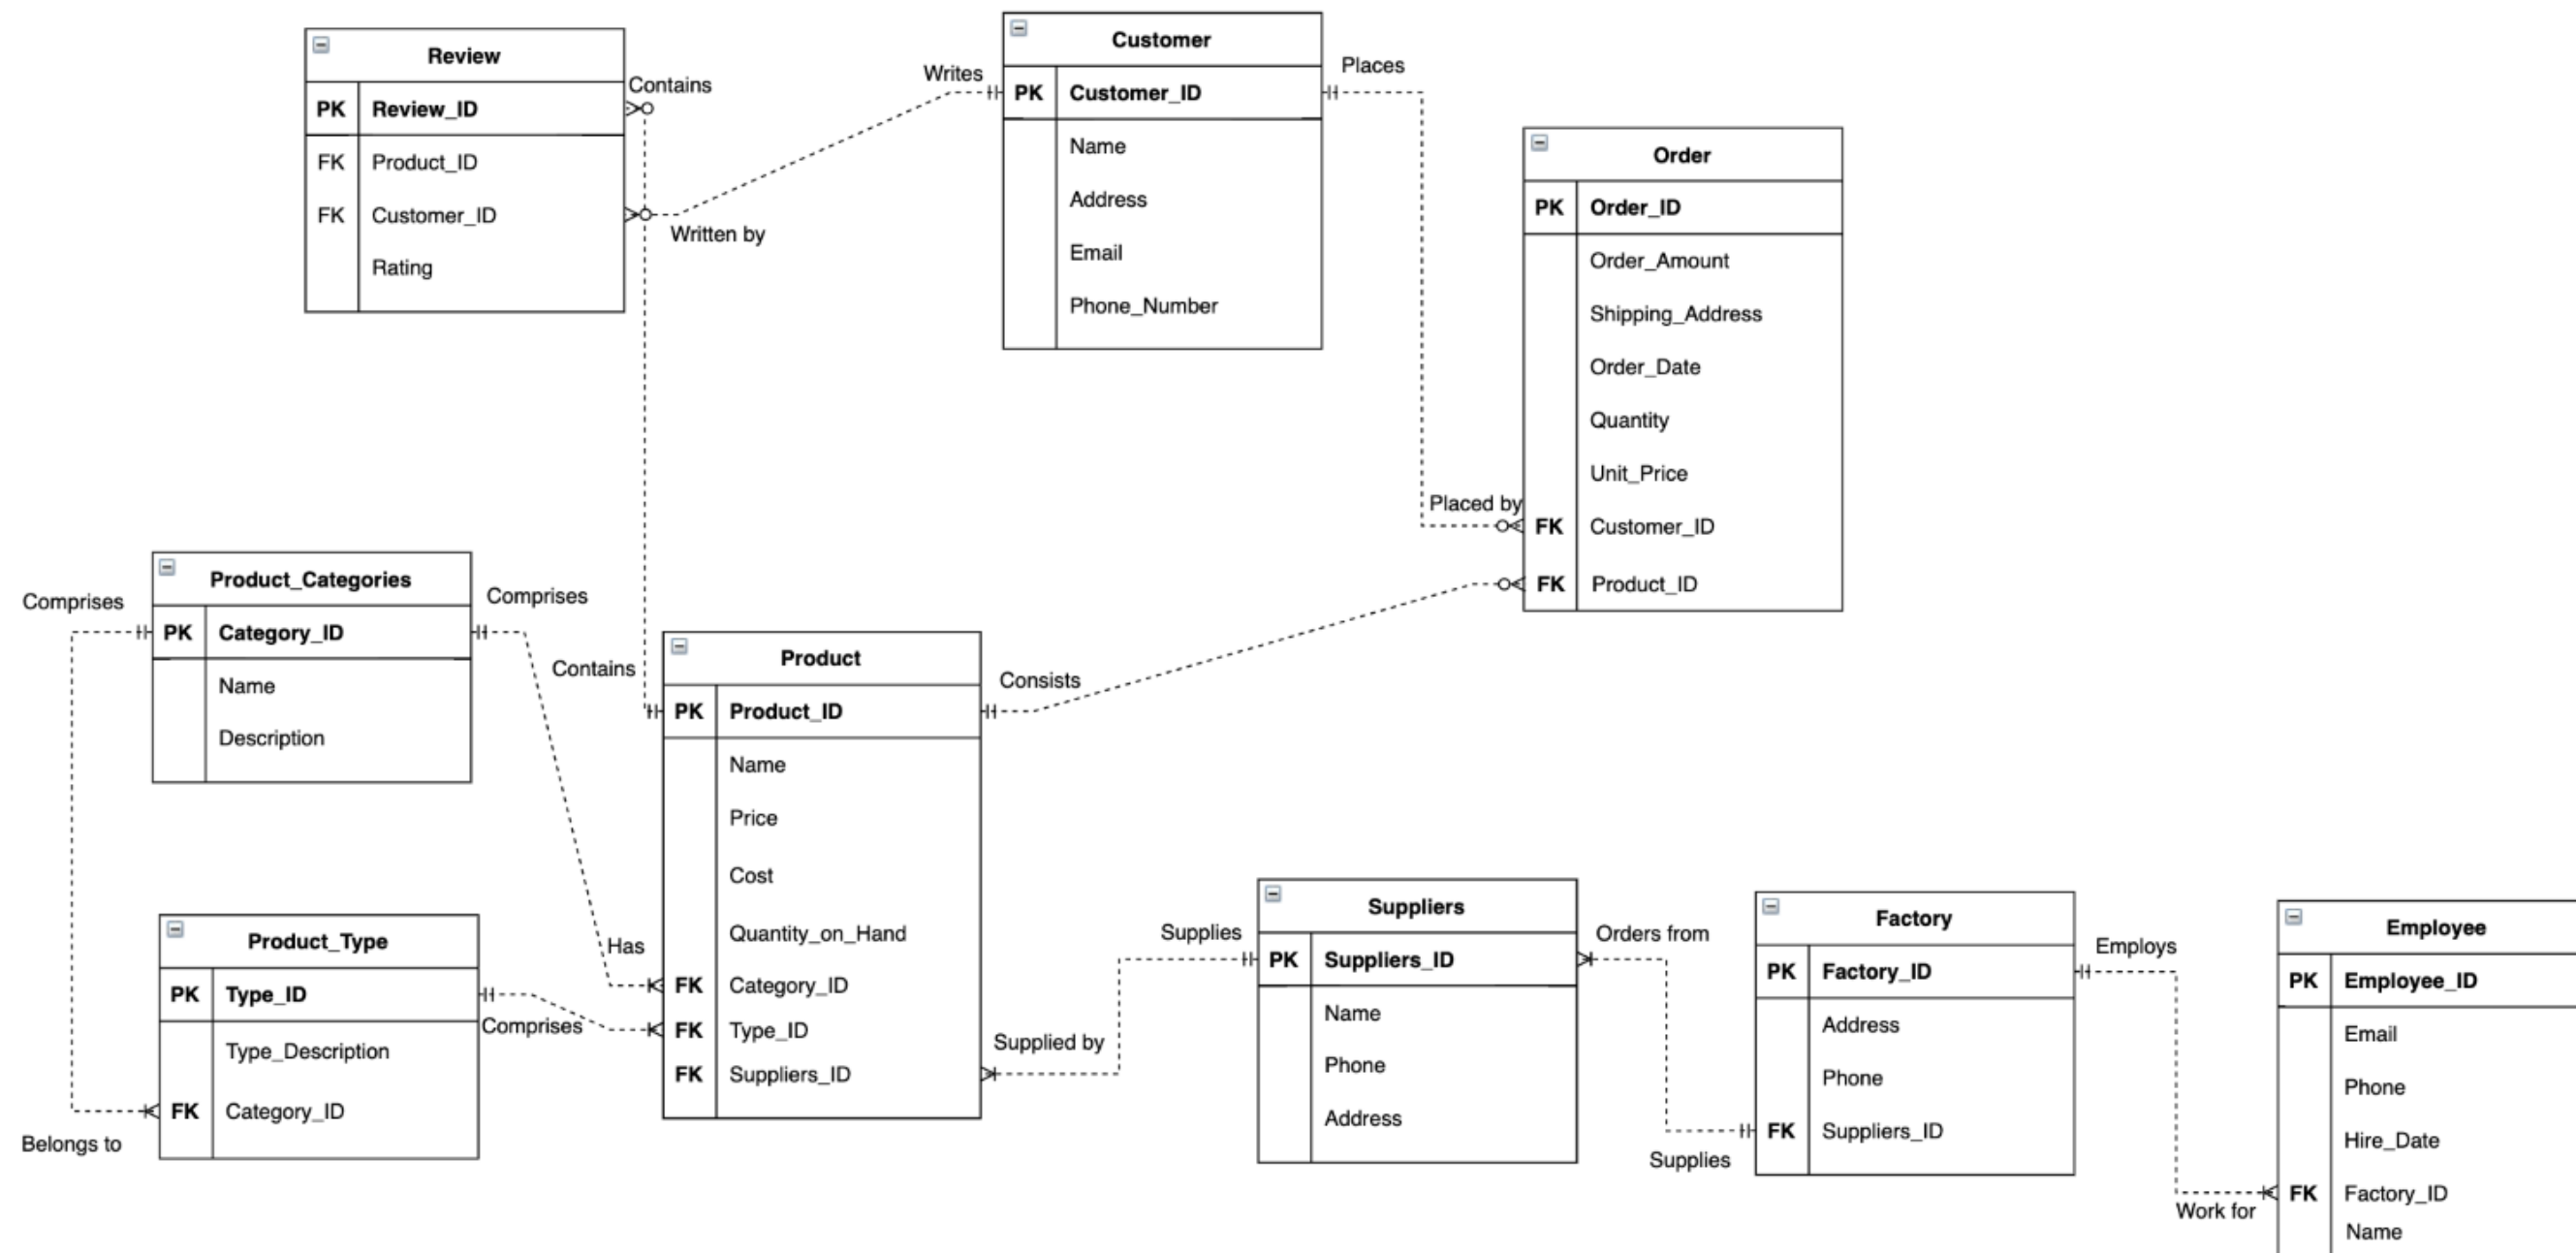 Review
PK Review_ID
FK Product_ID
FK Customer_ID
Rating
Contains
Written by
Writes
Customer
PK Customer_ID
Name
Address
Email
Phone_Number
Places
Order
PK Order_ID
Order_Amount
Shipping_Address
Order_Date
Quantity
Unit_Price
Placed by
FK Customer_ID
FK Product_ID
Comprises
Product_Categories
PK Category_ID
Name
Description
Comprises
Contains
Product
PK Product_ID
Name
Price
Cost
Quantity_on_Hand
FK Category_ID
FK Type_ID
FK Suppliers_ID
Consists
Has
Product_Type
PK Type_ID
Type_Description
FK Category_ID
Comprises
Belongs to
Supplied by
Supplies
Suppliers
PK Suppliers_ID
Name
Phone
Address
Orders from
Supplies
Factory
PK Factory_ID
Address
Phone
FK Suppliers_ID
Employs
Work for
Employee
PK Employee_ID
Email
Phone
Hire_Date
FK Factory_ID
Name